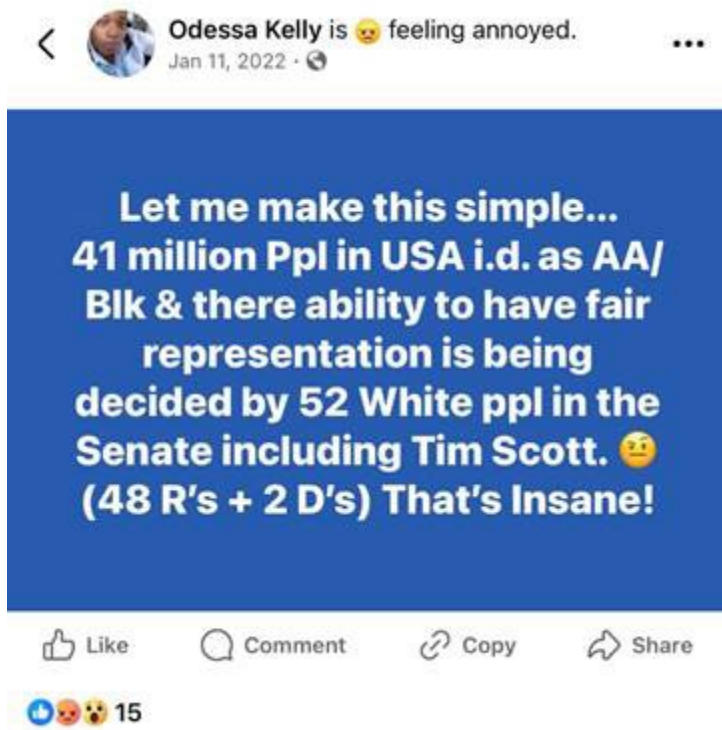 Odessa Kelly is 😠 feeling annoyed.
Jan 11, 2022 ·
Let me make this simple...
41 million Ppl in USA i.d. as AA/
Blk & there ability to have fair
representation is being
decided by 52 White ppl in the
Senate including Tim Scott. 🤨
(48 R's + 2 D's) That's Insane!
Like Comment Copy Share
15